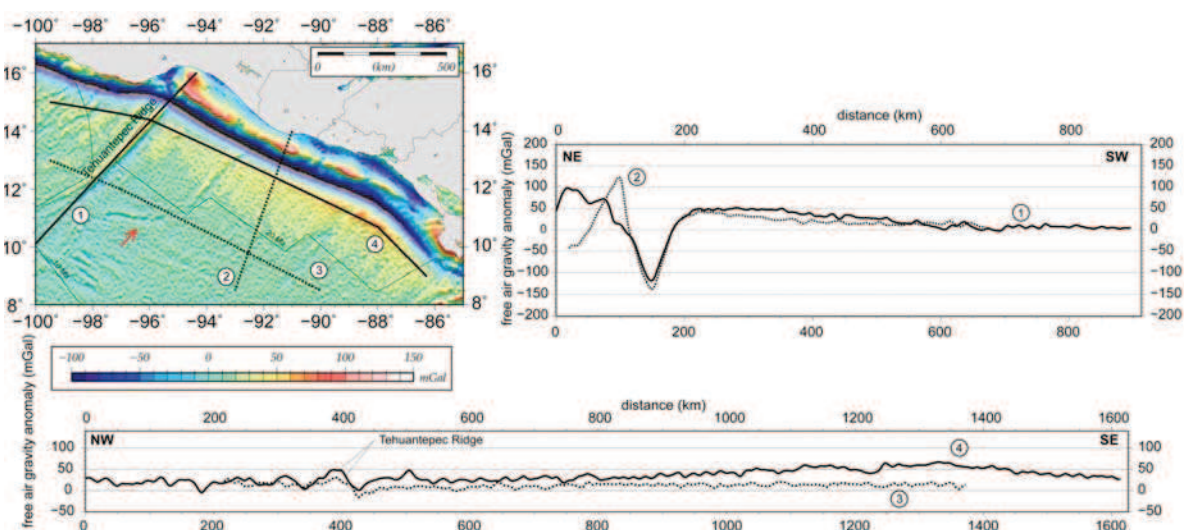 −100 −98 −96 −94 −92 −90 −88 −86
16° 16°
14° 14°
12° 12°
10° 10°
8° 8°
−100 −98 −96 −94 −92 −90 −88 −86
0 (km) 500
Tehuantepec Ridge
1
2
3
4
−100 −50 0 50 100 150
mGal
distance (km)
0 200 400 600 800
free air gravity anomaly (mGal)
200 200
150 150
100 100
50 50
0 0
−50 −50
−100 −100
−150 −150
−200 −200
NE SW
2
1
0 200 400 600 800
distance (km)
0 200 400 600 800 1000 1200 1400 1600
free air gravity anomaly (mGal)
NW SE
Tehuantepec Ridge
100 100
50 50
0 0
−50 −50
4
3
0 200 400 600 800 1000 1200 1400 1600